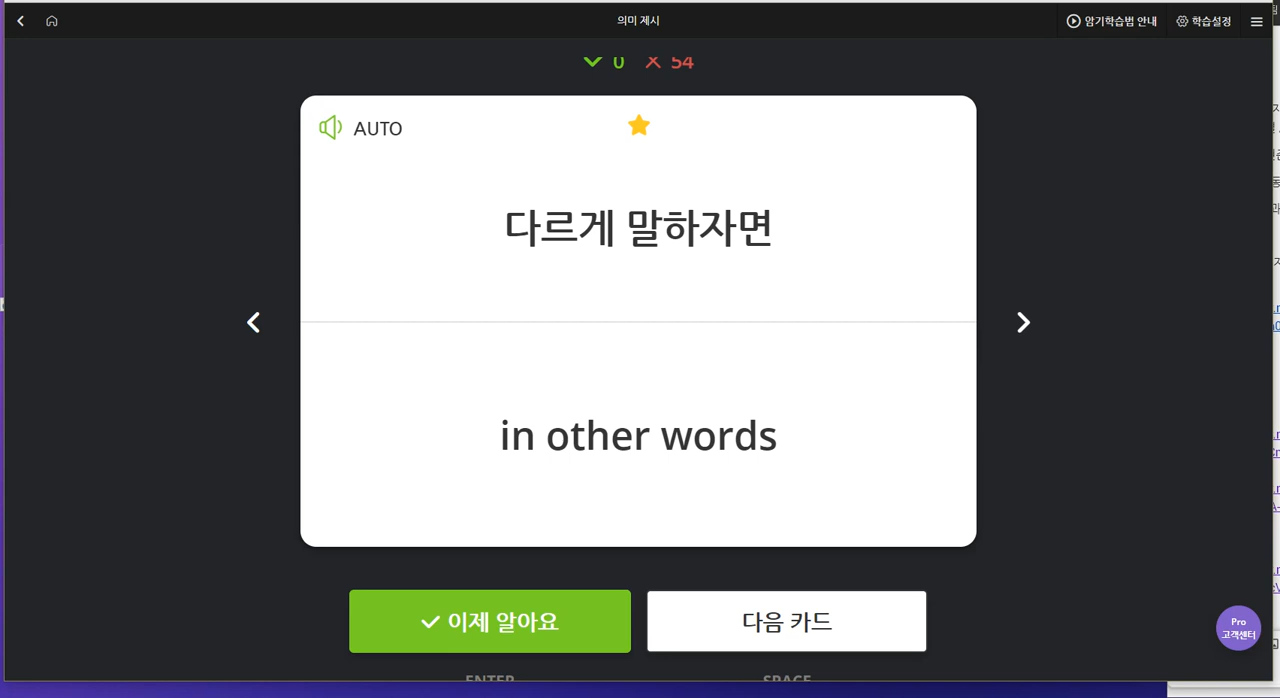 의미 제시
암기학습법 안내
학습설정
0
54
AUTO
다르게 말하자면
in other words
이제 알아요
다음 카드
ENTER
SPACE
Pro
고객센터